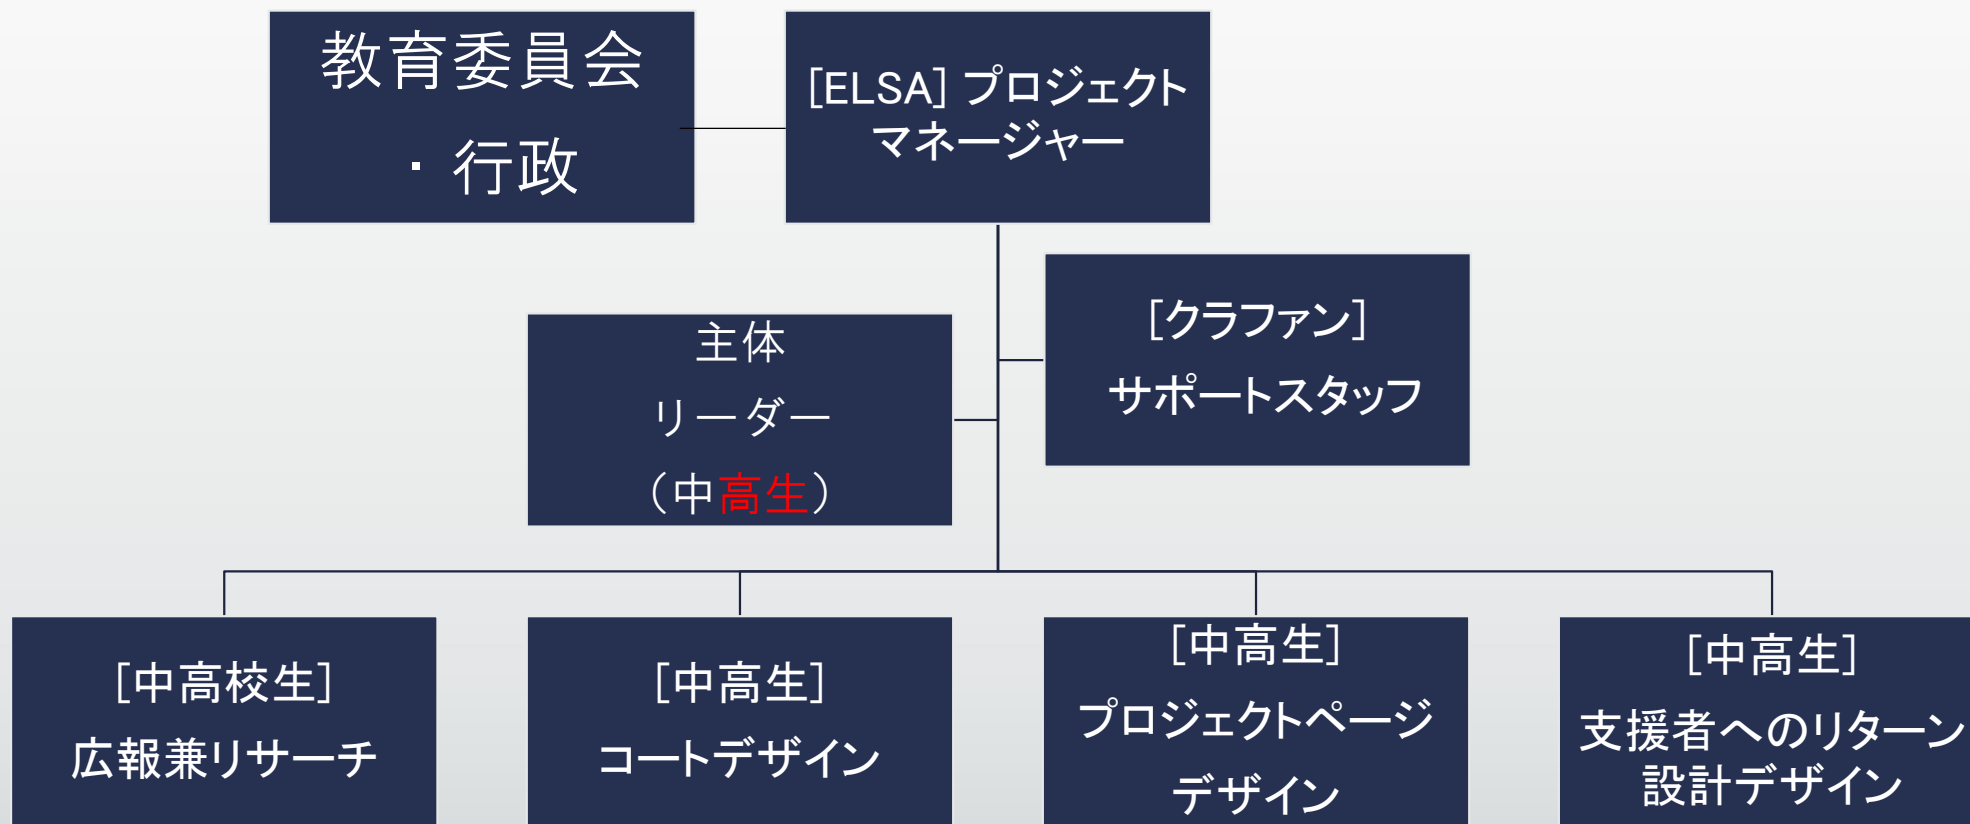 教育委員会
・行政
[ELSA] プロジェクト
マネージャー
[クラファン]
サポートスタッフ
主体
リーダー
（中高生）
[中高校生]
広報兼リサーチ
[中高生]
コートデザイン
[中高生]
プロジェクトページ
デザイン
[中高生]
支援者へのリターン
設計デザイン